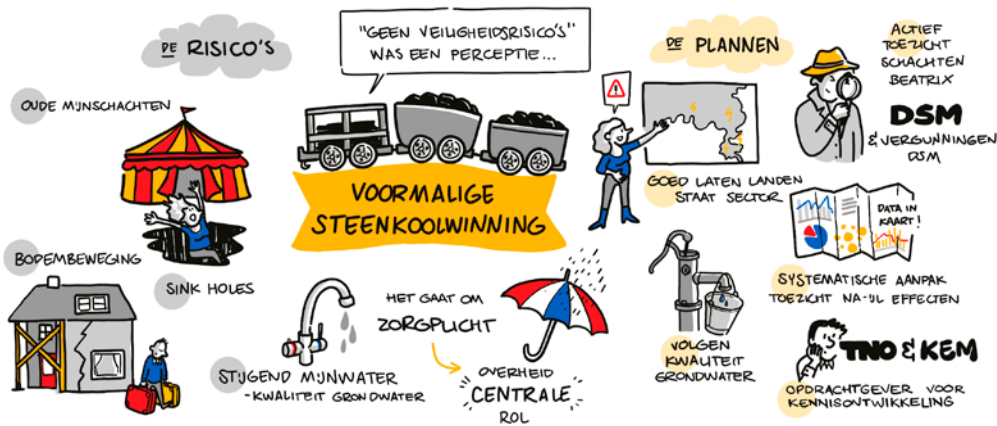 DE RISICO'S
OUDE MIJNSCHACHTEN
SINK HOLES
BODEMBEWEGING
STIJGEND MIJNWATER
-KWALITEIT GRONDWATER
"GEEN VEILIGHEIDSRISICO'S"
WAS EEN PERCEPTIE...
VOORMALIGE
STEENKOOLWINNING
HET GAAT OM
ZORGPLICHT
OVERHEID
CENTRALE
ROL
DE PLANNEN
GOED LATEN LANDEN
STAAT SECTOR
ACTIEF
TOEZICHT
SCHACHTEN
BEATRIX
DSM
& VERGUNNINGEN
DSM
DATA IN
KAART!
SYSTEMATISCHE AANPAK
TOEZICHT NA-IJL EFFECTEN
VOLGEN
KWALITEIT
GRONDWATER
TNO & KEM
OPDRACHTGEVER VOOR
KENNISONTWIKKELING